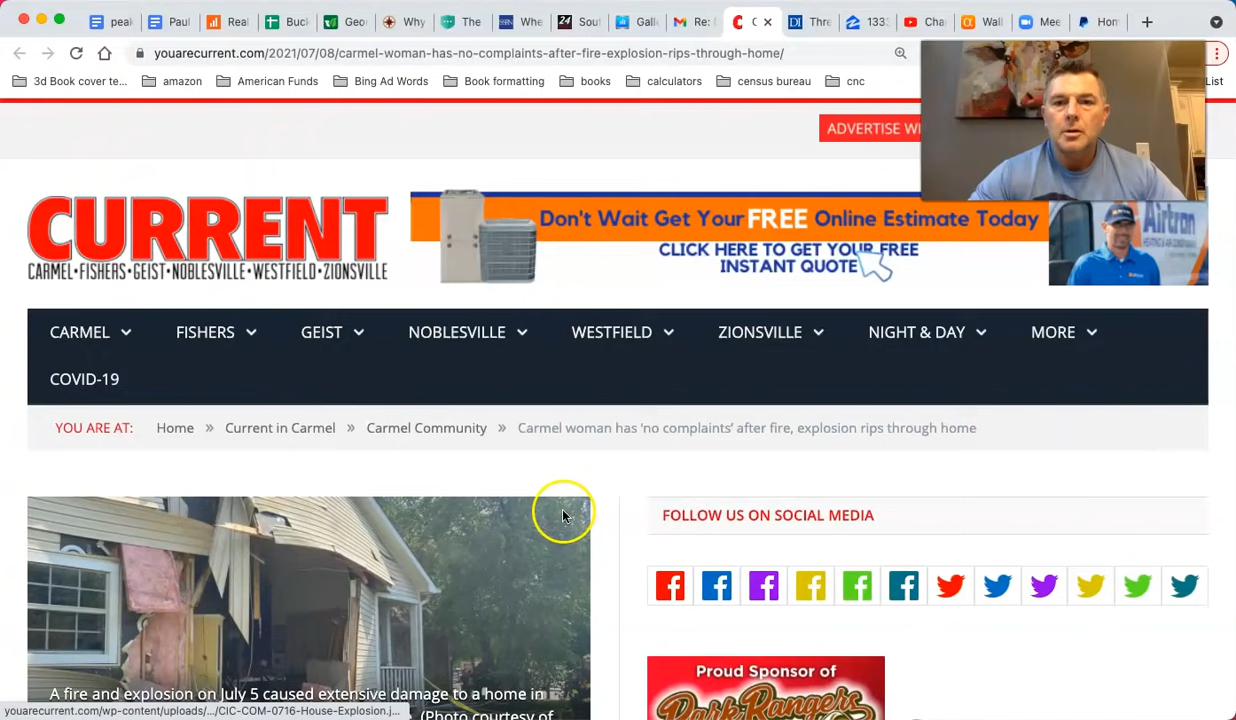 peak
Paul
Real
Buck
Geo
Why
The
Whe
24
Sout
Gall
Re:
C
DI
Thre
1333
Cha
Wall
Mee
Hom
youarecurrent.com/2021/07/08/carmel-woman-has-no-complaints-after-fire-explosion-rips-through-home/
3d Book cover te...
amazon
American Funds
Bing Ad Words
Book formatting
books
calculators
census bureau
cnc
List
ADVERTISE WI
CURRENT
CARMEL•FISHERS•GEIST•NOBLESVILLE•WESTFIELD•ZIONSVILLE
Don't Wait Get Your FREE Online Estimate Today
CLICK HERE TO GET YOUR FREE
INSTANT QUOTE
Airtron
HEATING & AIR CONDITIONING
CARMEL
FISHERS
GEIST
NOBLESVILLE
WESTFIELD
ZIONSVILLE
NIGHT & DAY
MORE
COVID-19
YOU ARE AT: Home » Current in Carmel » Carmel Community » Carmel woman has ‘no complaints’ after fire, explosion rips through home
FOLLOW US ON SOCIAL MEDIA
A fire and explosion on July 5 caused extensive damage to a home in
(Photo courtesy of
youarecurrent.com/wp-content/uploads/.../CIC-COM-0716-House-Explosion.j...
Proud Sponsor of
Park Rangers